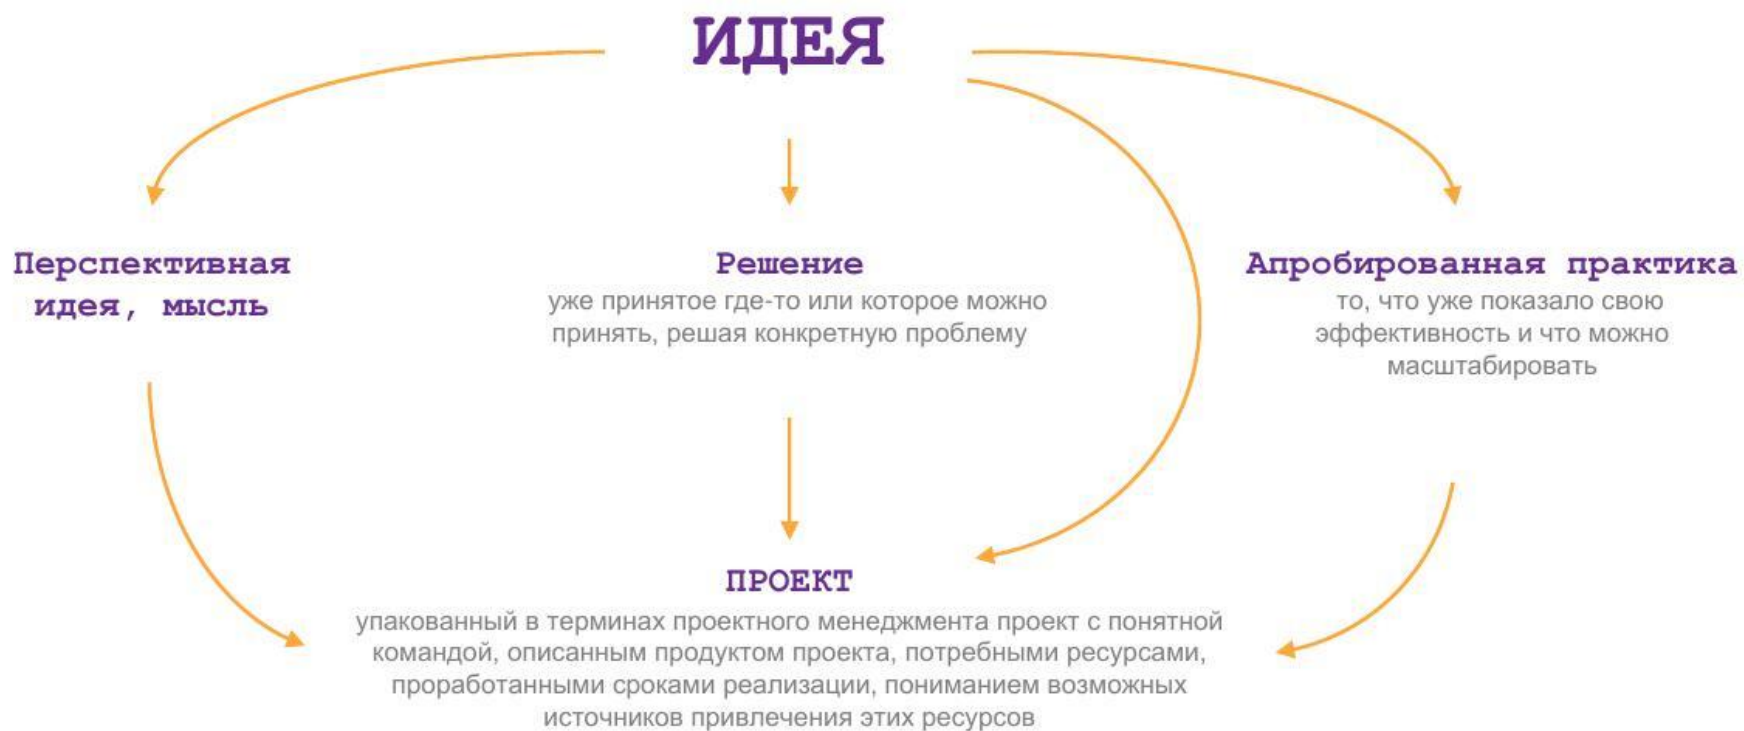 ИДЕЯ
Перспективная
идея, мысль
Решение
уже принятое где-то или которое можно
принять, решая конкретную проблему
Апробированная практика
то, что уже показало свою
эффективность и что можно
масштабировать
ПРОЕКТ
упакованный в терминах проектного менеджмента проект с понятной
командой, описанным продуктом проекта, потребными ресурсами,
проработанными сроками реализации, пониманием возможных
источников привлечения этих ресурсов